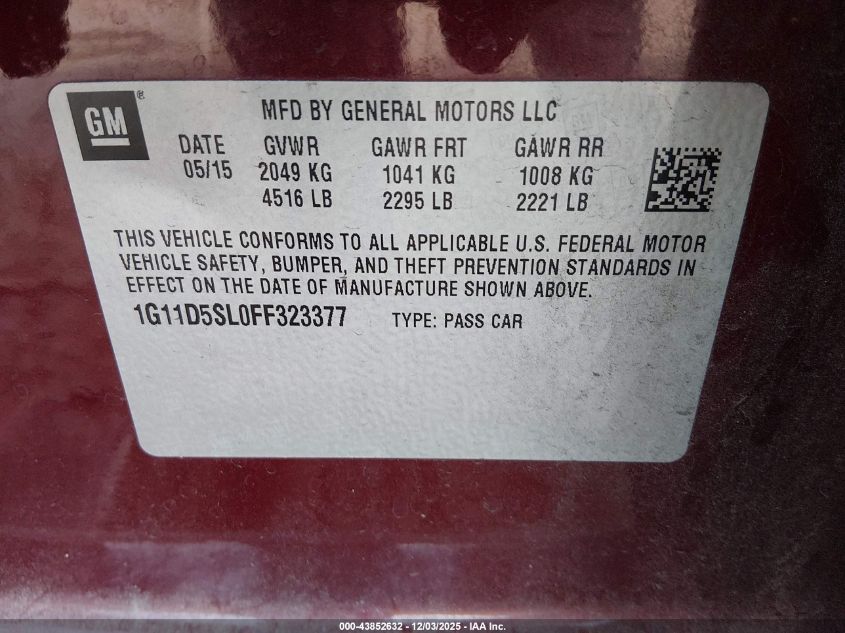 GM®
MFD BY GENERAL MOTORS LLC
DATE GVWR GAWR FRT GAWR RR
05/15 2049 KG 1041 KG 1008 KG
4516 LB 2295 LB 2221 LB
THIS VEHICLE CONFORMS TO ALL APPLICABLE U.S. FEDERAL MOTOR
VEHICLE SAFETY, BUMPER, AND THEFT PREVENTION STANDARDS IN
EFFECT ON THE DATE OF MANUFACTURE SHOWN ABOVE.
1G11D5SL0FF323377 TYPE: PASS CAR
000-43852632 - 12/03/2025 - IAA Inc.